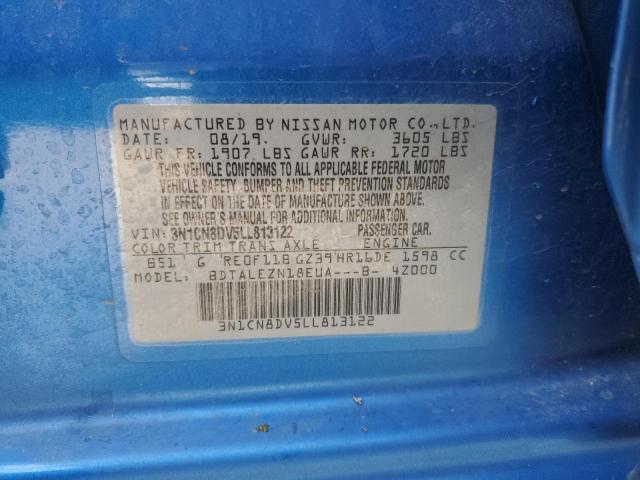 MANUFACTURED BY NISSAN MOTOR CO.,LTD.
DATE: 08/19. GVWR: 3605 LBS
GAWR FR: 1907 LBS GAWR RR: 1720 LBS
THIS VEHICLE CONFORMS TO ALL APPLICABLE FEDERAL MOTOR
VEHICLE SAFETY, BUMPER AND THEFT PREVENTION STANDARDS
IN EFFECT ON THE DATE OF MANUFACTURE SHOWN ABOVE.
SEE OWNER'S MANUAL FOR ADDITIONAL INFORMATION.
VIN: 3N1CN8DV5LL813122 PASSENGER CAR.
COLOR TRIM TRANS AXLE ENGINE
B51 G RE0F11B GZ39 HR16DE 1598 CC
MODEL: BDTALEZN18EUA---B- 4Z000
3N1CN8DV5LL813122